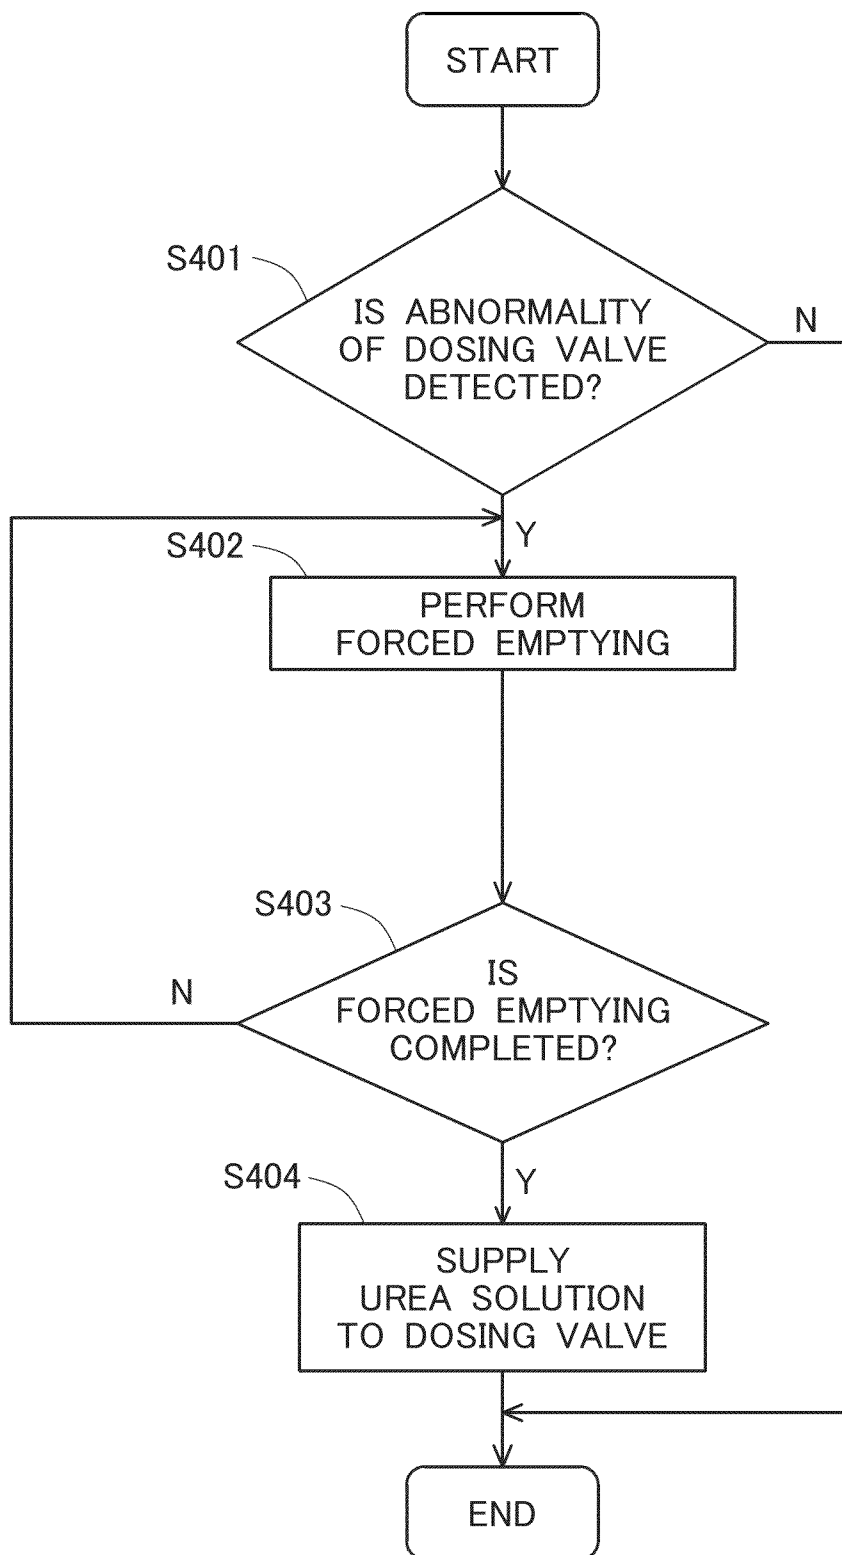 START
S401
IS ABNORMALITY
OF DOSING VALVE
DETECTED?
N
Y
S402
PERFORM
FORCED EMPTYING
S403
IS
FORCED EMPTYING
COMPLETED?
N
Y
S404
SUPPLY
UREA SOLUTION
TO DOSING VALVE
END